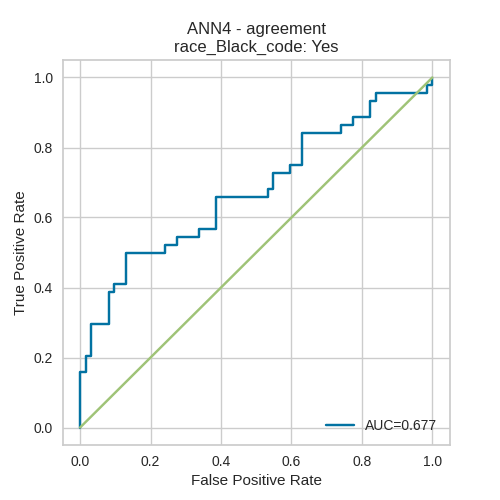 ANN4 - agreement
race_Black_code: Yes
1.0
0.8
0.6
0.4
0.2
0.0
True Positive Rate
AUC=0.677
0.0 0.2 0.4 0.6 0.8 1.0
False Positive Rate